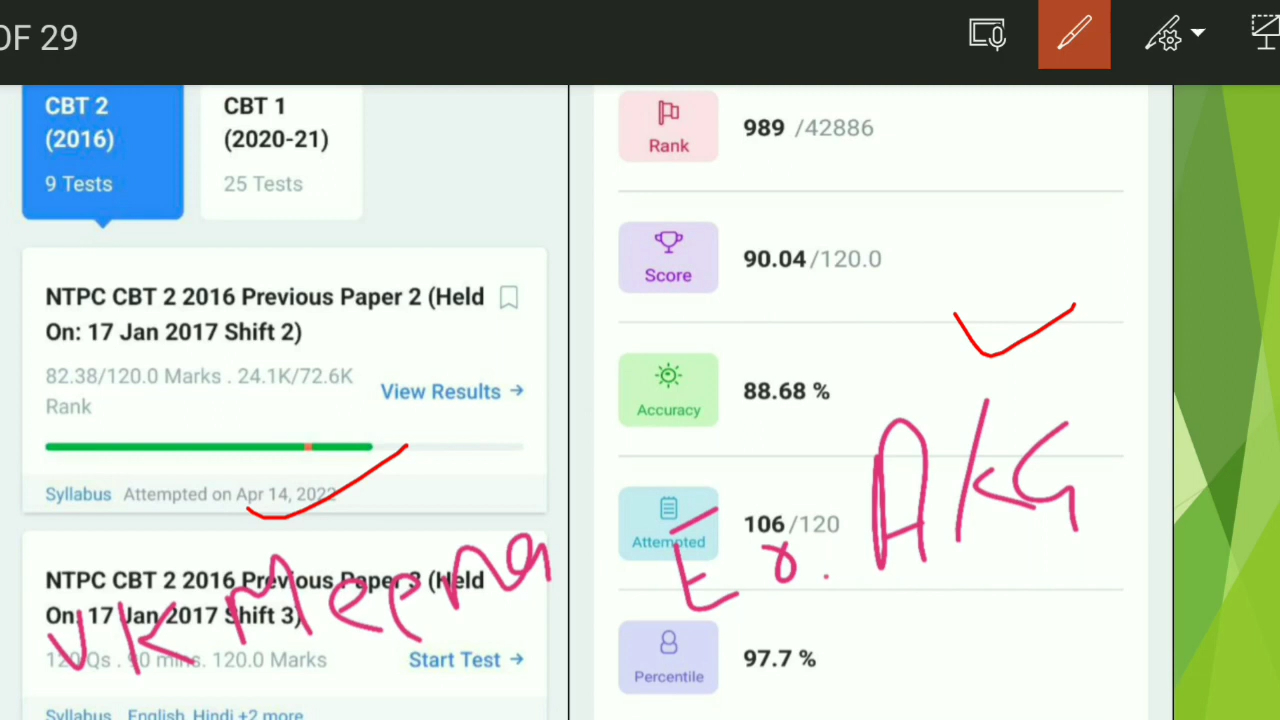 OF 29
CBT 2
(2016)
9 Tests
CBT 1
(2020-21)
25 Tests
NTPC CBT 2 2016 Previous Paper 2 (Held
On: 17 Jan 2017 Shift 2)
82.38/120.0 Marks . 24.1K/72.6K
Rank
View Results →
Syllabus Attempted on Apr 14, 2022
NTPC CBT 2 2016 Previous Paper 3 (Held
On: 17 Jan 2017 Shift 3)
VK Meena
120 Qs . 90 mins. 120.0 Marks
Start Test →
Syllabus English, Hindi +2 more
Rank
989 /42886
Score
90.04/120.0
Accuracy
88.68 %
Attempted
106/120
Er. AKG
Percentile
97.7 %